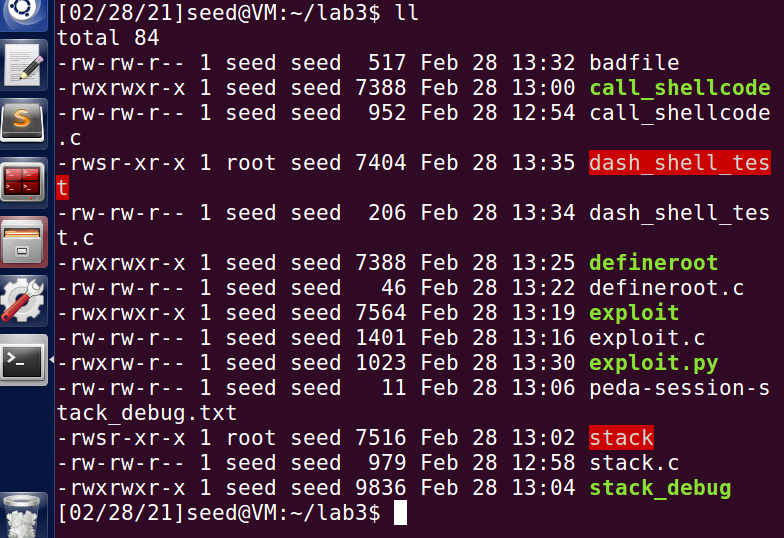 [02/28/21]seed@VM:~/lab3$ ll
total 84
-rw-rw-r-- 1 seed seed  517 Feb 28 13:32 badfile
-rwxrwxr-x 1 seed seed 7388 Feb 28 13:00 call_shellcode
-rw-rw-r-- 1 seed seed  952 Feb 28 12:54 call_shellcode
.c
-rwsr-xr-x 1 root seed 7404 Feb 28 13:35 dash_shell_tes
t
-rw-rw-r-- 1 seed seed  206 Feb 28 13:34 dash_shell_tes
t.c
-rwxrwxr-x 1 seed seed 7388 Feb 28 13:25 defineroot
-rw-rw-r-- 1 seed seed   46 Feb 28 13:22 defineroot.c
-rwxrwxr-x 1 seed seed 7564 Feb 28 13:19 exploit
-rw-rw-r-- 1 seed seed 1401 Feb 28 13:16 exploit.c
-rwxrw-r-- 1 seed seed 1023 Feb 28 13:30 exploit.py
-rw-rw-r-- 1 seed seed   11 Feb 28 13:06 peda-session-s
tack_debug.txt
-rwsr-xr-x 1 root seed 7516 Feb 28 13:02 stack
-rw-rw-r-- 1 seed seed  979 Feb 28 12:58 stack.c
-rwxrwxr-x 1 seed seed 9836 Feb 28 13:04 stack_debug
[02/28/21]seed@VM:~/lab3$